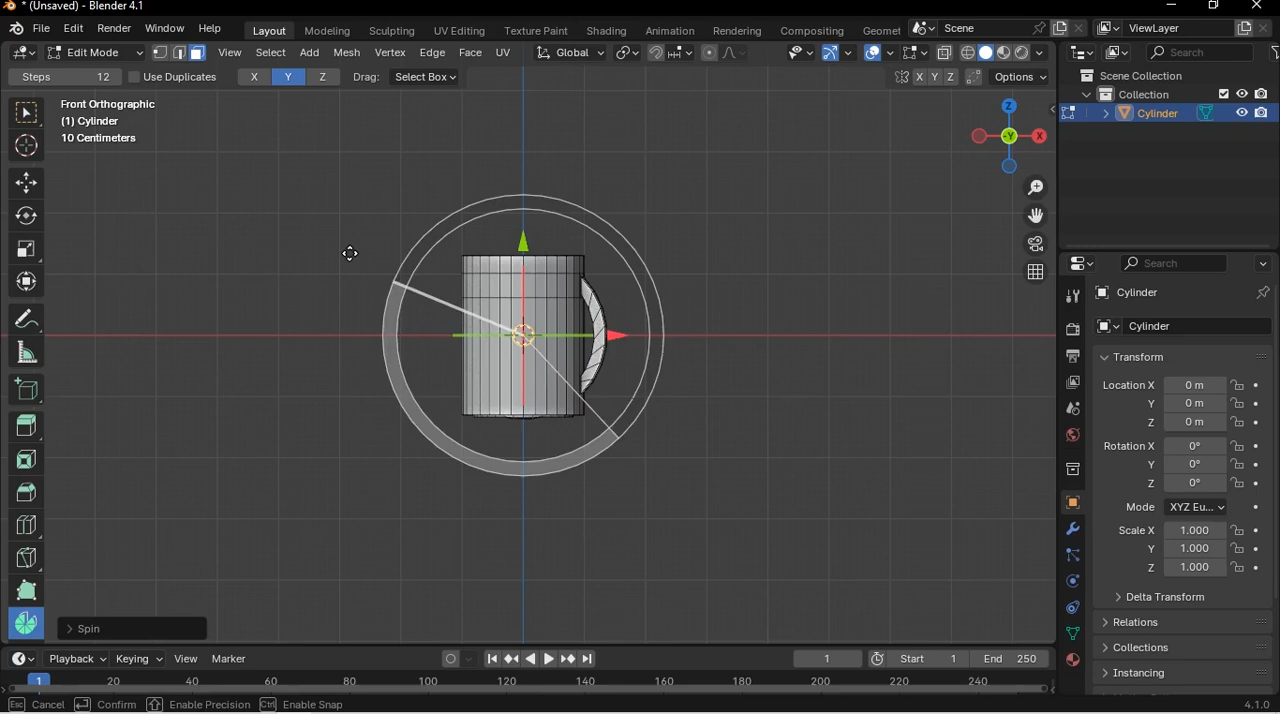 * (Unsaved) - Blender 4.1
File Edit Render Window Help Layout Modeling Sculpting UV Editing Texture Paint Shading Animation Rendering Compositing Geomet Scene ViewLayer
Edit Mode View Select Add Mesh Vertex Edge Face UV Global Search
Steps 12 Use Duplicates X Y Z Drag: Select Box X Y Z Options
Scene Collection
Collection
Cylinder
Front Orthographic
(1) Cylinder
10 Centimeters
Z
X
-Y
Search
Cylinder
Cylinder
Transform
Location X 0 m
Y 0 m
Z 0 m
Rotation X 0°
Y 0°
Z 0°
Mode XYZ Eu...
Scale X 1.000
Y 1.000
Z 1.000
Delta Transform
Relations
Collections
Instancing
Spin
Playback Keying View Marker 1 Start 1 End 250
1 20 40 60 80 100 120 140 160 180 200 220 240
Esc Cancel Confirm Enable Precision Ctrl Enable Snap 4.1.0